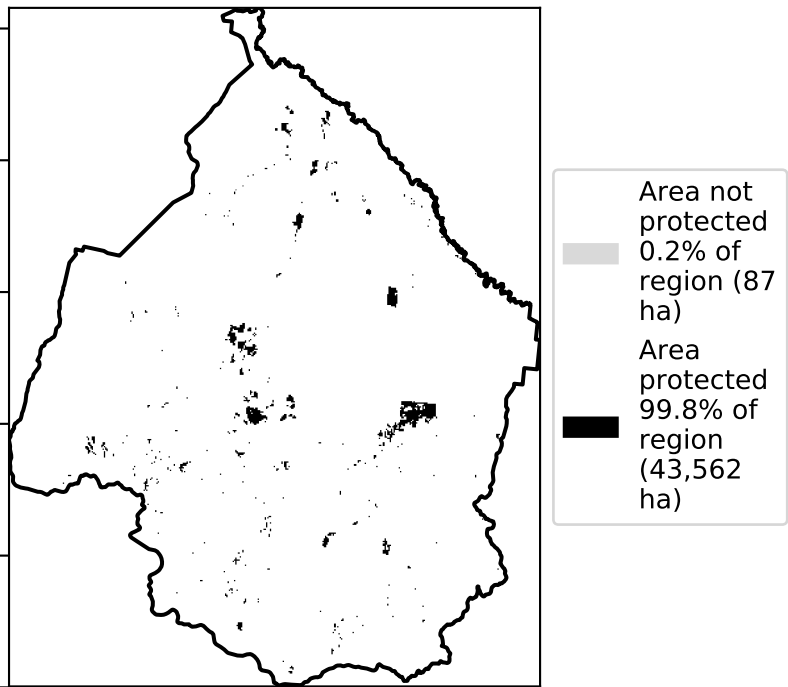 Area not
protected
0.2% of
region (87
ha)
Area
protected
99.8% of
region
(43,562
ha)